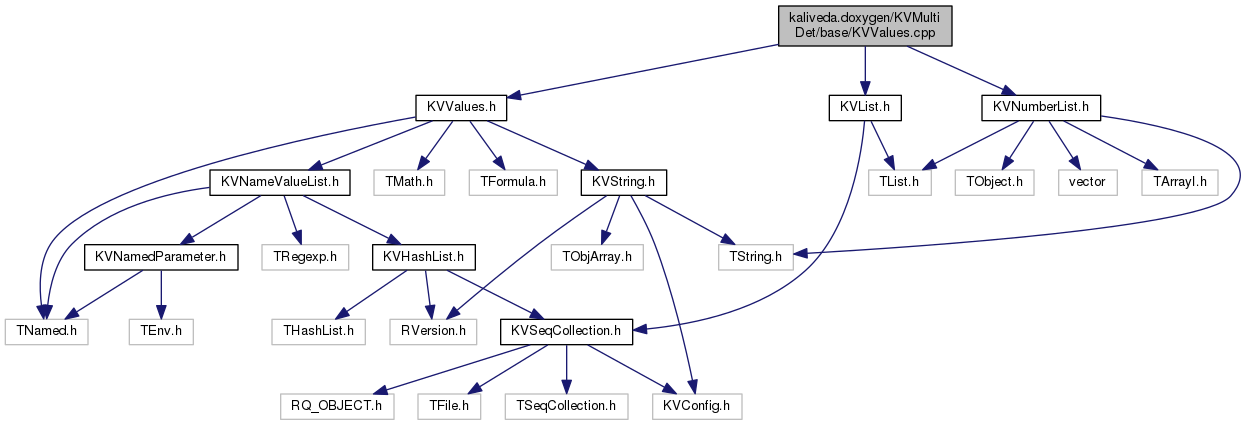 kaliveda.doxygen/KVMulti
Det/base/KVValues.cpp
KVValues.h
KVList.h
KVNumberList.h
KVNameValueList.h
TMath.h
TFormula.h
KVString.h
TList.h
TObject.h
vector
TArrayI.h
KVNamedParameter.h
TRegexp.h
KVHashList.h
TObjArray.h
TString.h
TNamed.h
TEnv.h
THashList.h
RVersion.h
KVSeqCollection.h
RQ_OBJECT.h
TFile.h
TSeqCollection.h
KVConfig.h